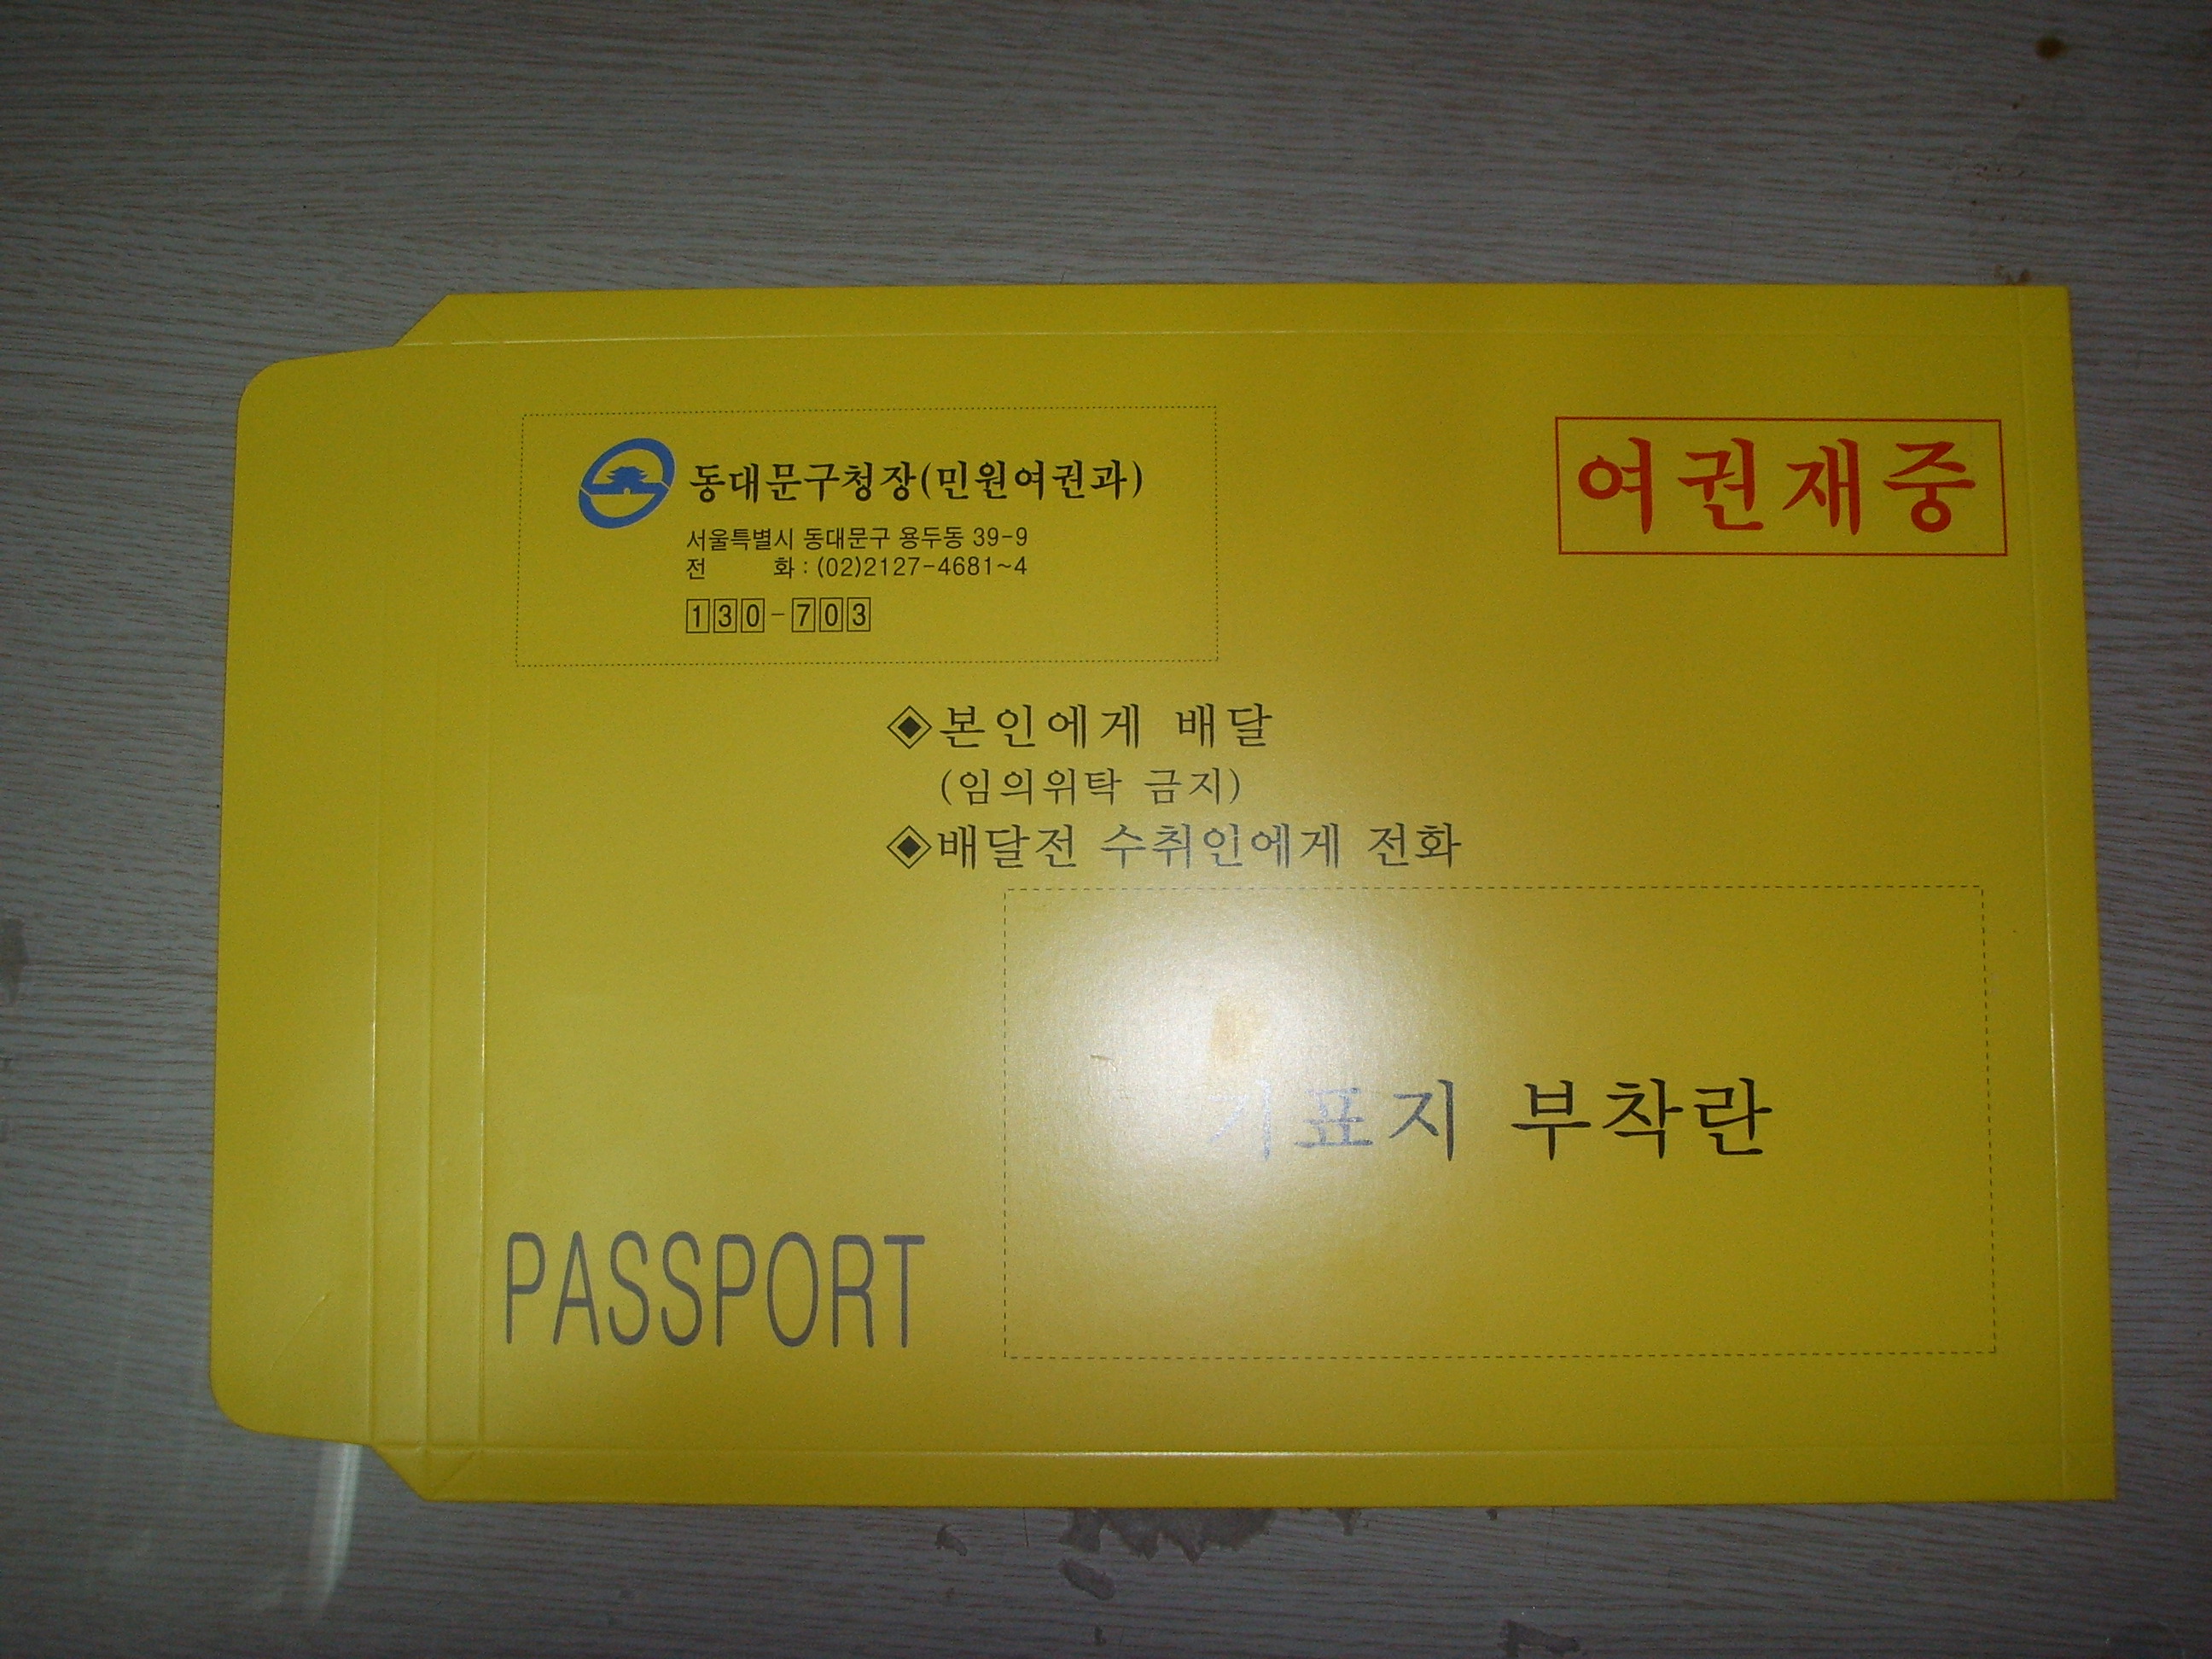 동대문구청장(민원여권과)
서울특별시 동대문구 용두동 39-9
전 화 : (02)2127-4681~4
130-703
여권재중
◈본인에게 배달
(임의위탁 금지)
◈배달전 수취인에게 전화
기표지 부착란
PASSPORT